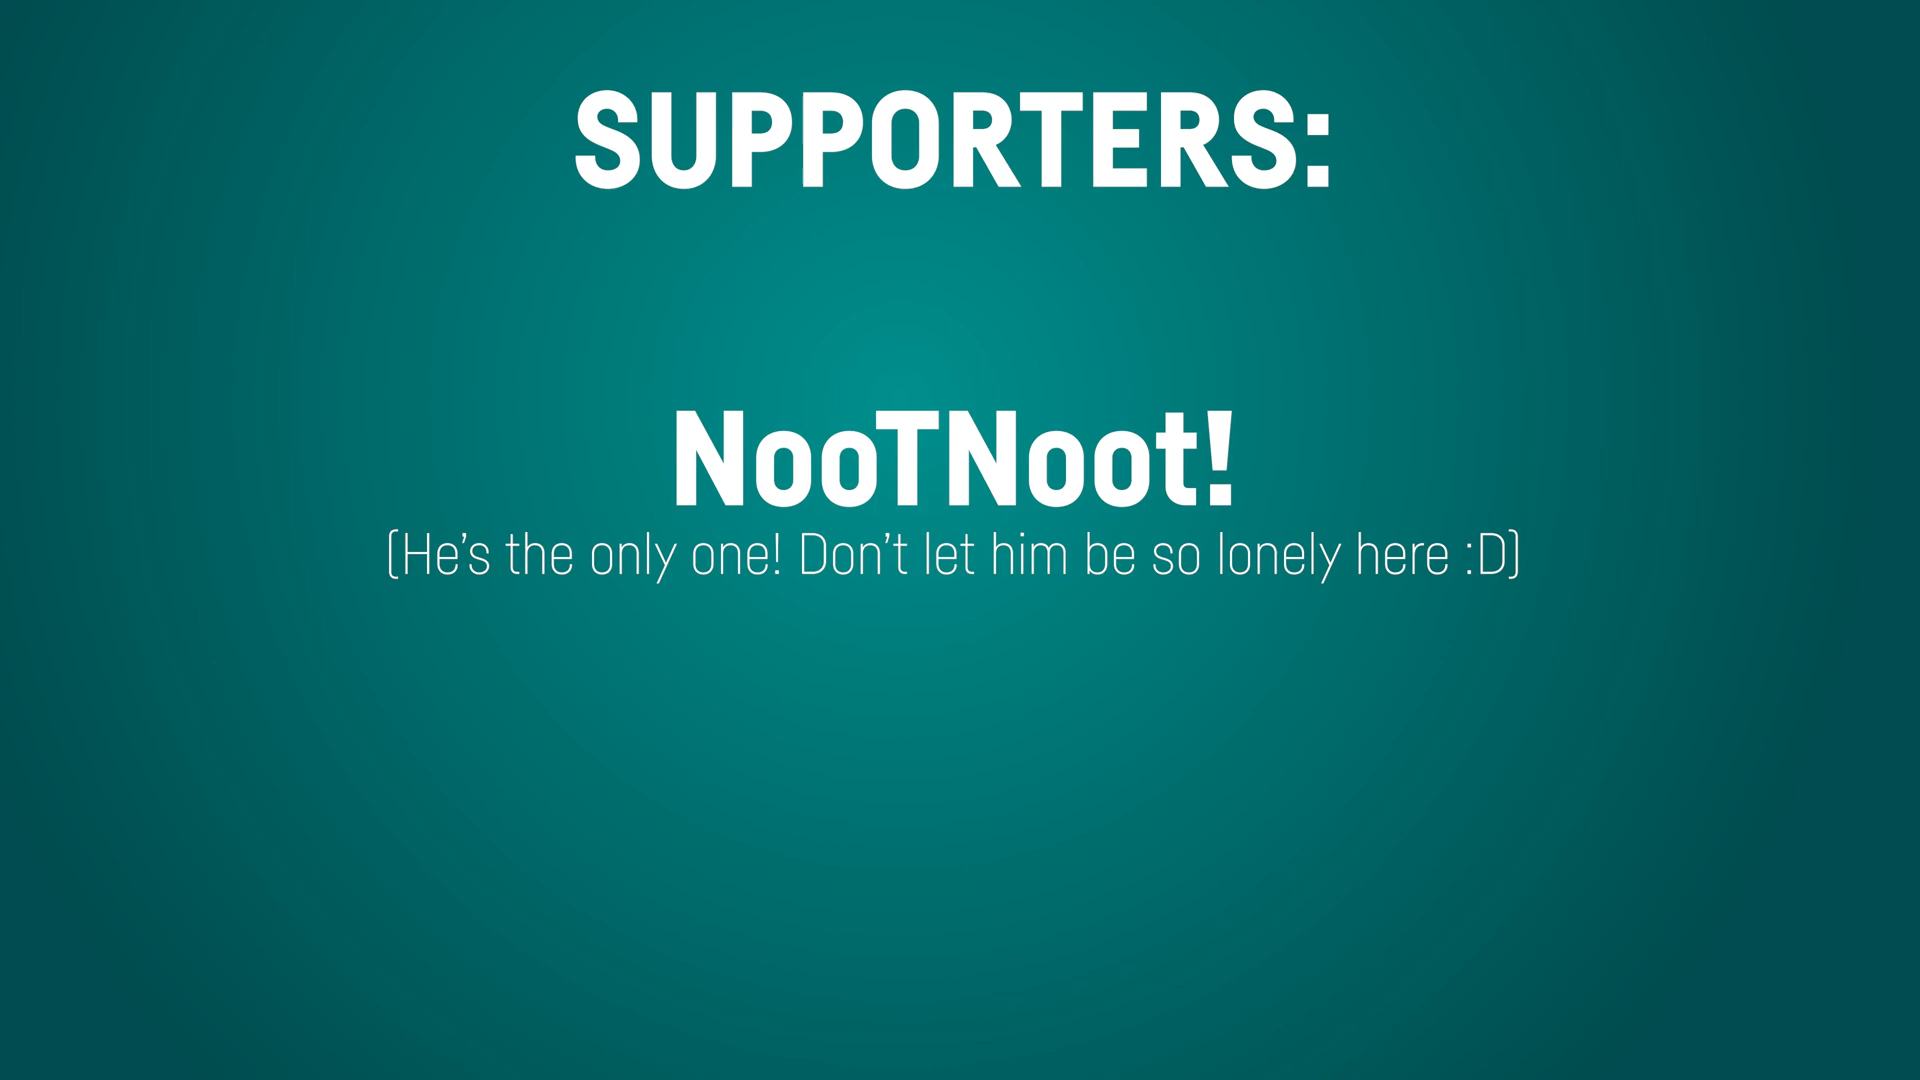 SUPPORTERS:
NooTNoot!
(He's the only one! Don't let him be so lonely here :D)